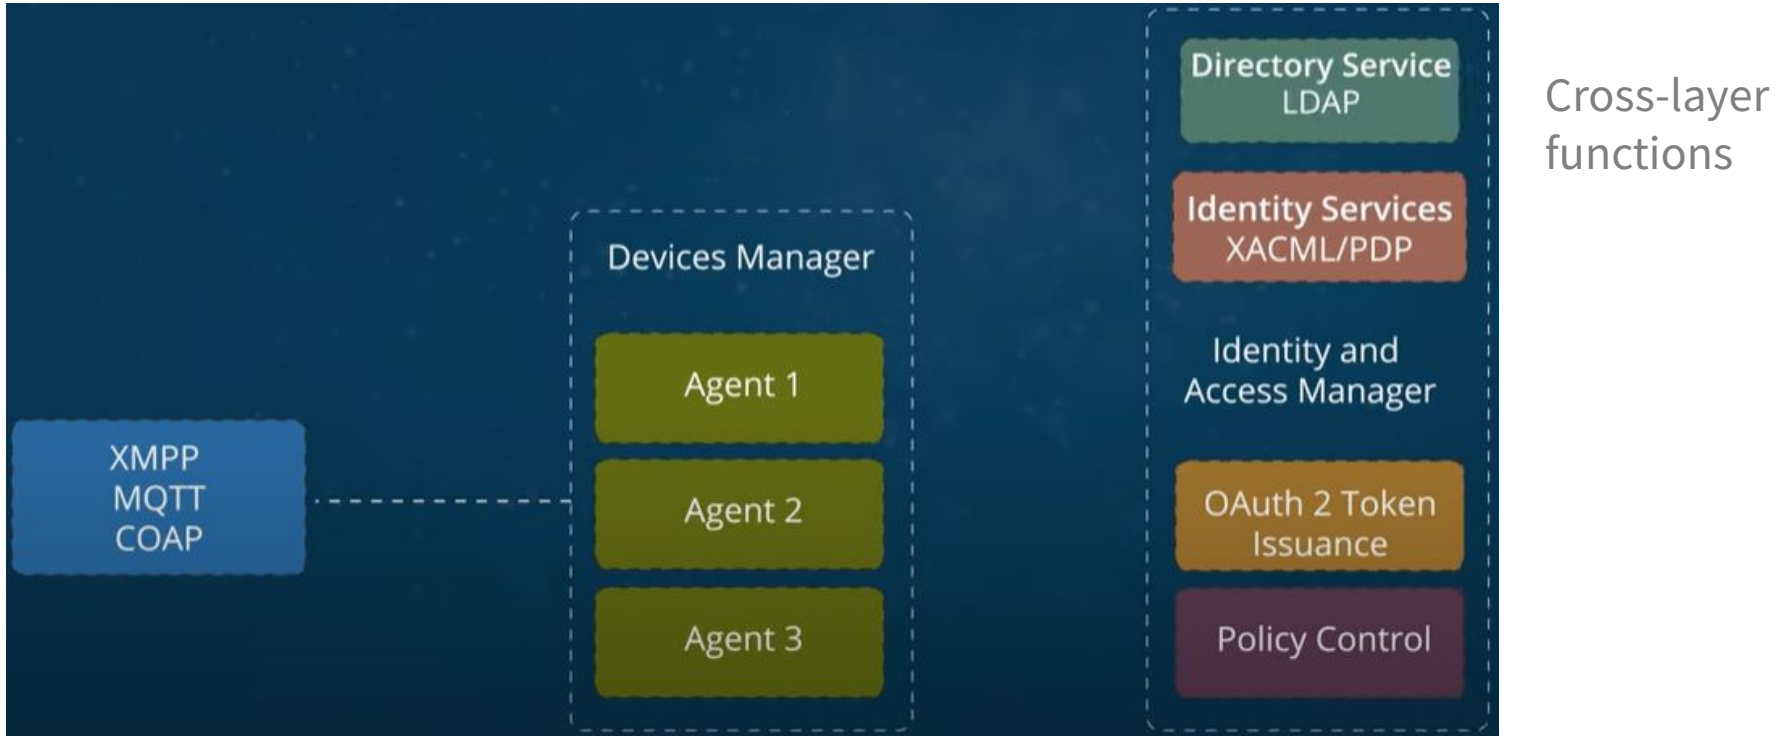 XMPP
MQTT
COAP
Devices Manager
Agent 1
Agent 2
Agent 3
Directory Service
LDAP
Identity Services
XACML/PDP
Identity and
Access Manager
OAuth 2 Token
Issuance
Policy Control
Cross-layer
functions